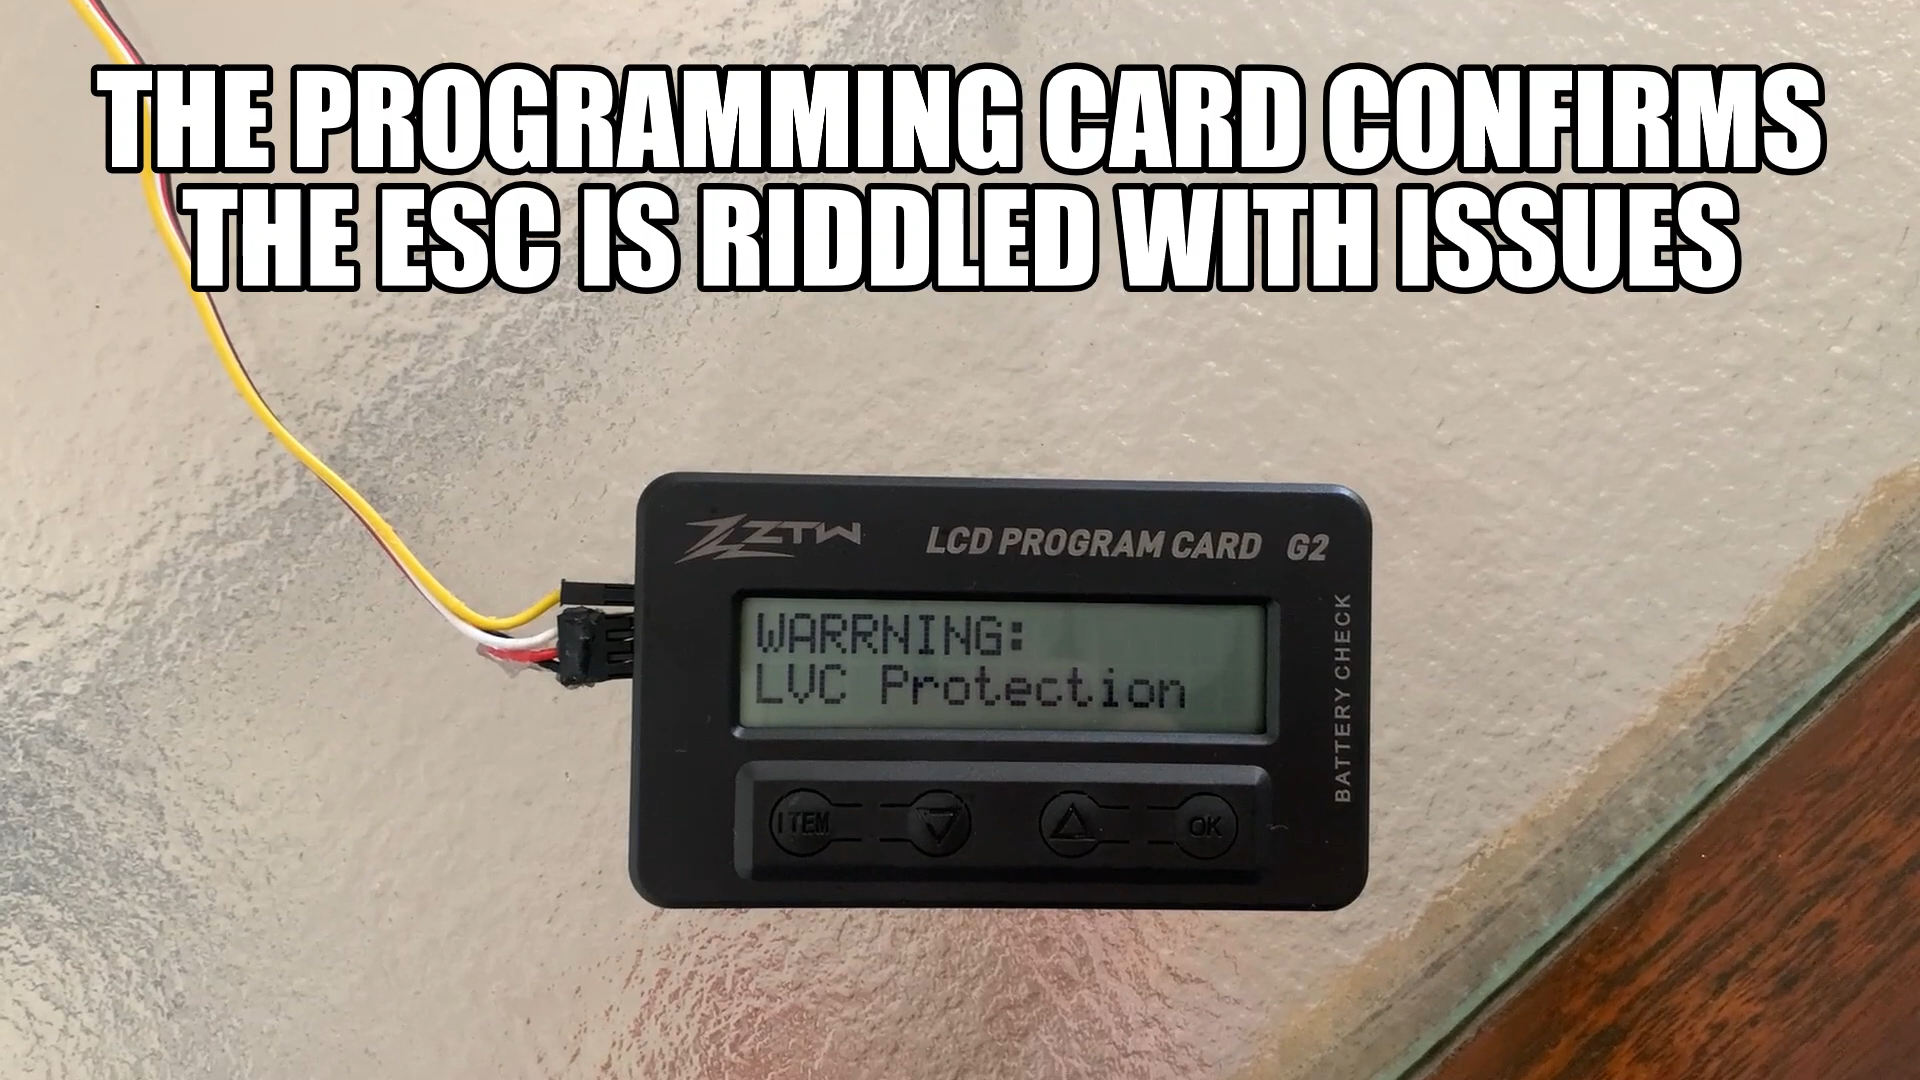 THE PROGRAMMING CARD CONFIRMS
THE ESC IS RIDDLED WITH ISSUES
ZTW
LCD PROGRAM CARD G2
WARRNING:
LVC Protection
BATTERY CHECK
ITEM
OK